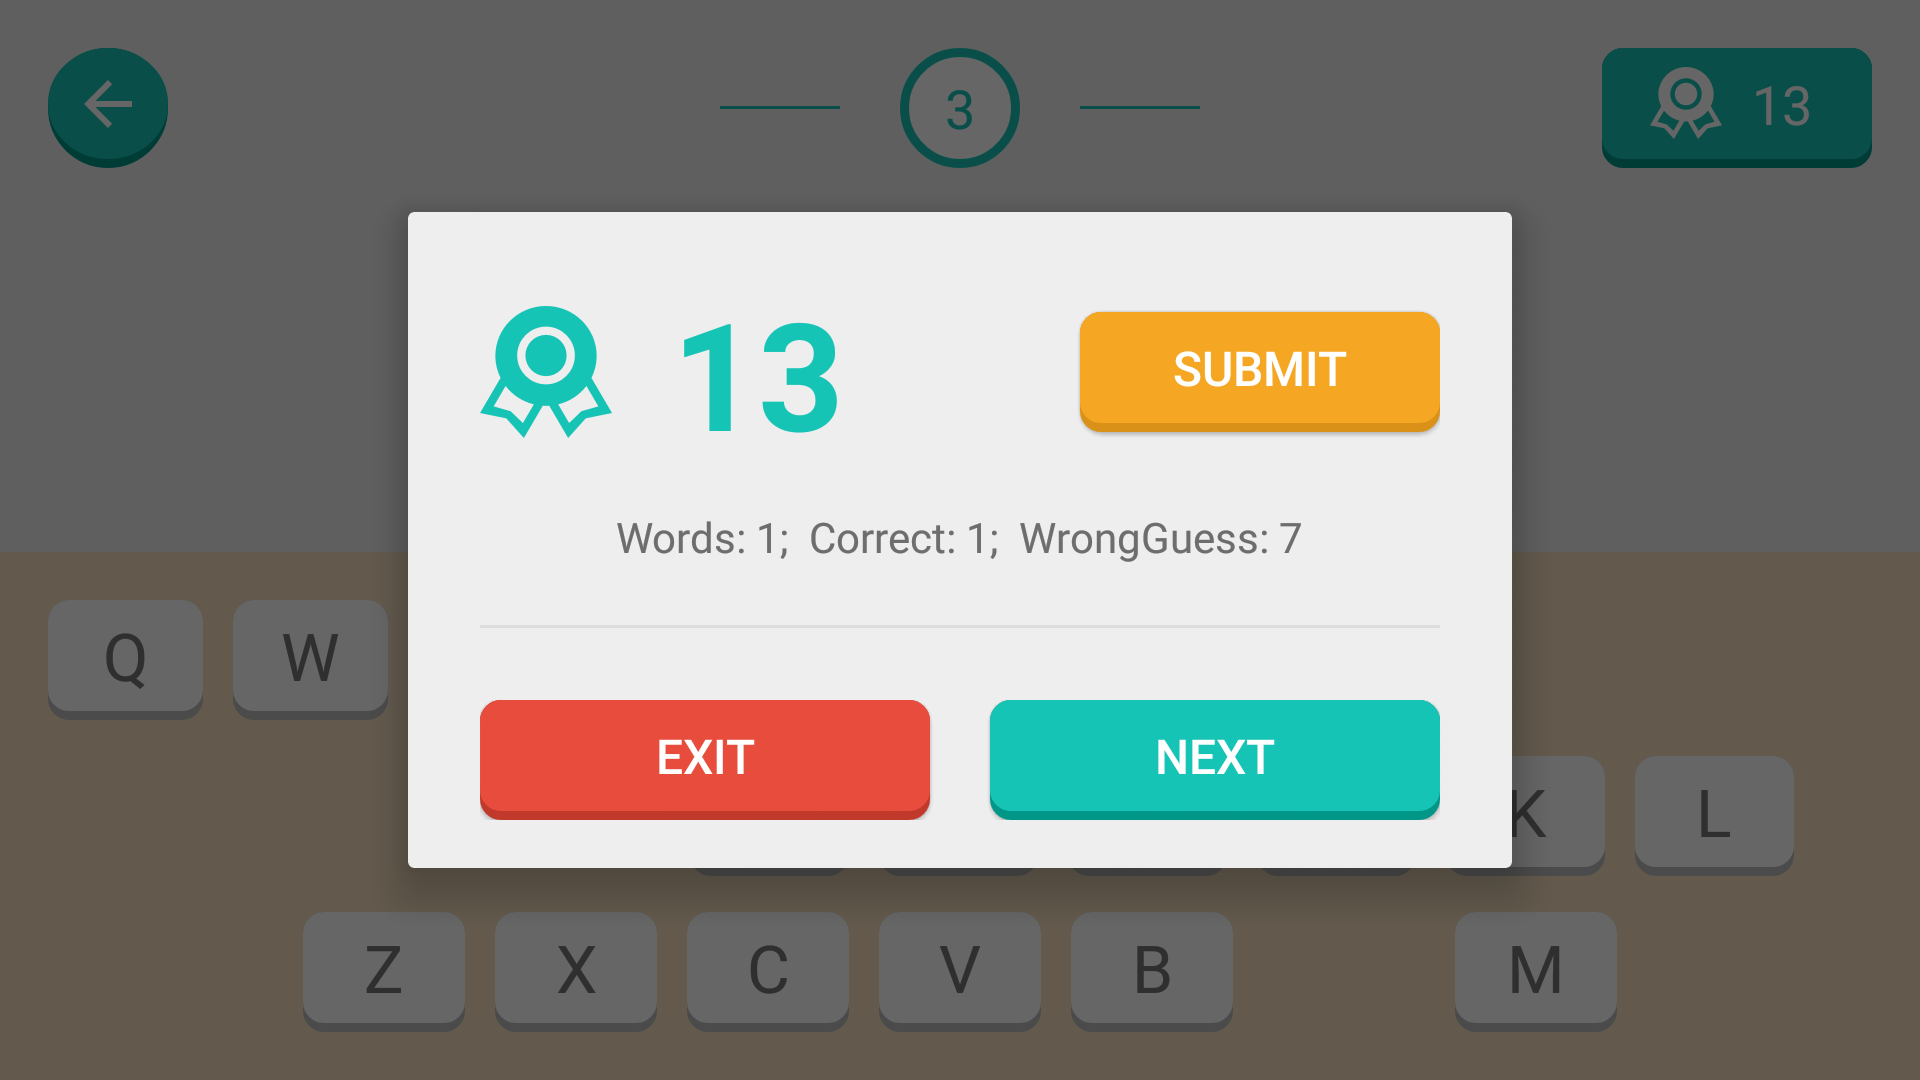 3
13
13
SUBMIT
Words: 1;  Correct: 1;  WrongGuess: 7
Q W
EXIT NEXT
K L
Z X C V B M